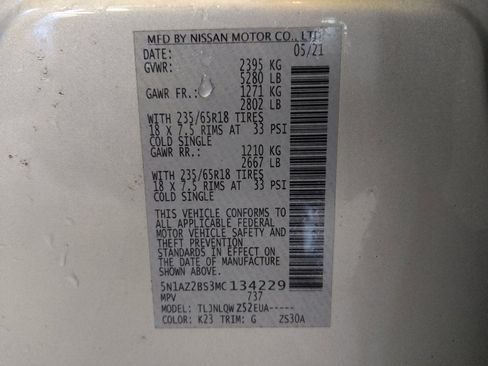 MFD BY NISSAN MOTOR CO., LTD
DATE: 05/21
GVWR: 2395 KG
5280 LB
GAWR FR.: 1271 KG
2802 LB
WITH 235/65R18 TIRES
18 X 7.5 RIMS AT 33 PSI
COLD SINGLE
GAWR RR.: 1210 KG
2667 LB
WITH 235/65R18 TIRES
18 X 7.5 RIMS AT 33 PSI
COLD SINGLE
THIS VEHICLE CONFORMS TO
ALL APPLICABLE FEDERAL
MOTOR VEHICLE SAFETY AND
THEFT PREVENTION
STANDARDS IN EFFECT ON
THE DATE OF MANUFACTURE
SHOWN ABOVE.
5N1AZ2BS3MC134229
MPV 737
TLJNLQWZ52EUA-----
COLOR: K23 TRIM: G ZS30A